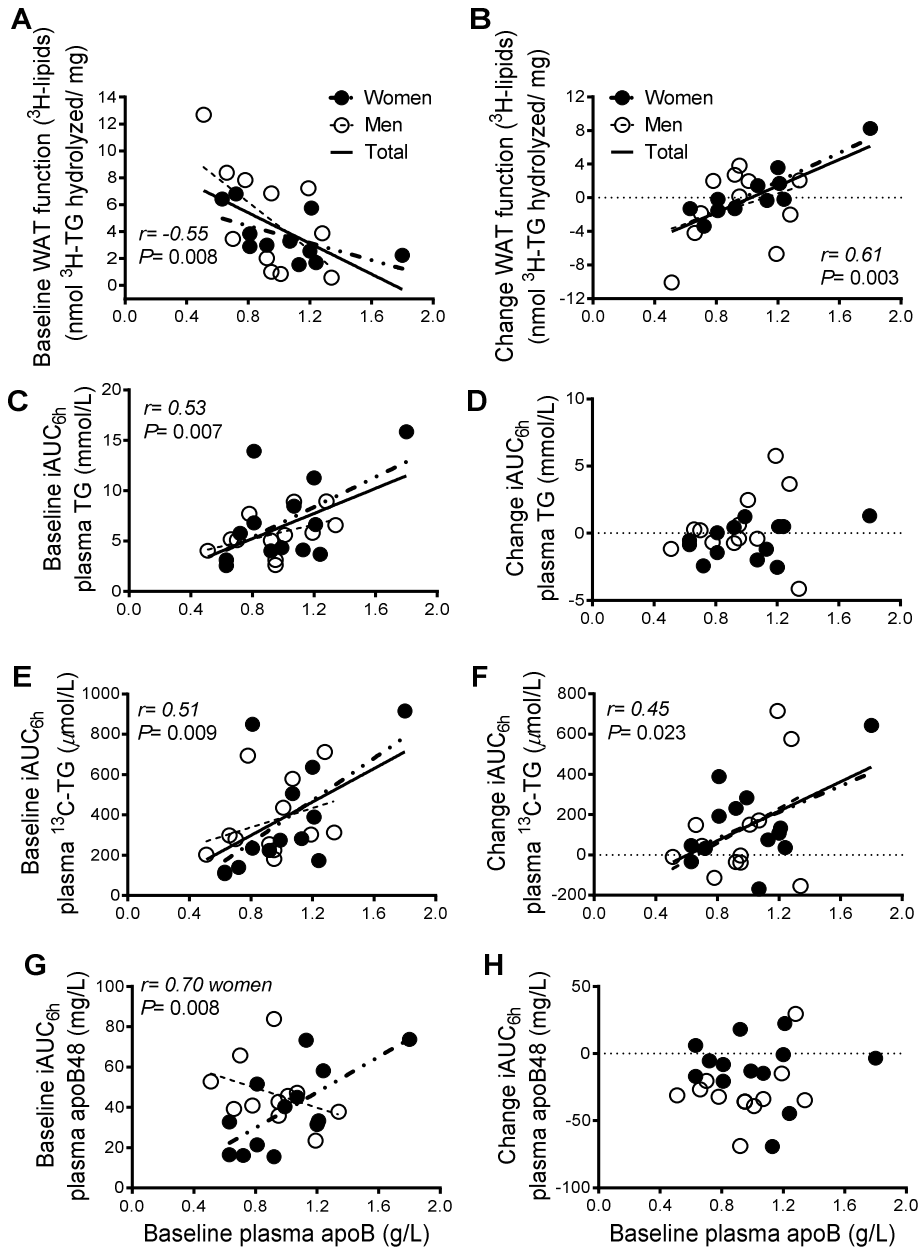 A
Baseline WAT function (³H-lipids)
(nmol ³H-TG hydrolyzed/ mg)
14
12
10
8
6
4
2
0
0.0 0.4 0.8 1.2 1.6 2.0
Women
Men
Total
r= -0.55
P= 0.008
B
Change WAT function (³H-lipids)
(nmol ³H-TG hydrolyzed/ mg)
12
8
4
0
-4
-8
-12
0.0 0.4 0.8 1.2 1.6 2.0
Women
Men
Total
r= 0.61
P= 0.003
C
Baseline iAUC6h
plasma TG (mmol/L)
20
15
10
5
0
0.0 0.4 0.8 1.2 1.6 2.0
r= 0.53
P= 0.007
D
Change iAUC6h
plasma TG (mmol/L)
10
5
0
-5
0.0 0.4 0.8 1.2 1.6 2.0
E
Baseline iAUC6h
plasma ¹³C-TG (µmol/L)
1000
800
600
400
200
0
0.0 0.4 0.8 1.2 1.6 2.0
r= 0.51
P= 0.009
F
Change iAUC6h
plasma ¹³C-TG (µmol/L)
800
600
400
200
0
-200
0.0 0.4 0.8 1.2 1.6 2.0
r= 0.45
P= 0.023
G
Baseline iAUC6h
plasma apoB48 (mg/L)
100
80
60
40
20
0
0.0 0.4 0.8 1.2 1.6 2.0
r= 0.70 women
P= 0.008
Baseline plasma apoB (g/L)
H
Change iAUC6h
plasma apoB48 (mg/L)
50
0
-50
-100
0.0 0.4 0.8 1.2 1.6 2.0
Baseline plasma apoB (g/L)